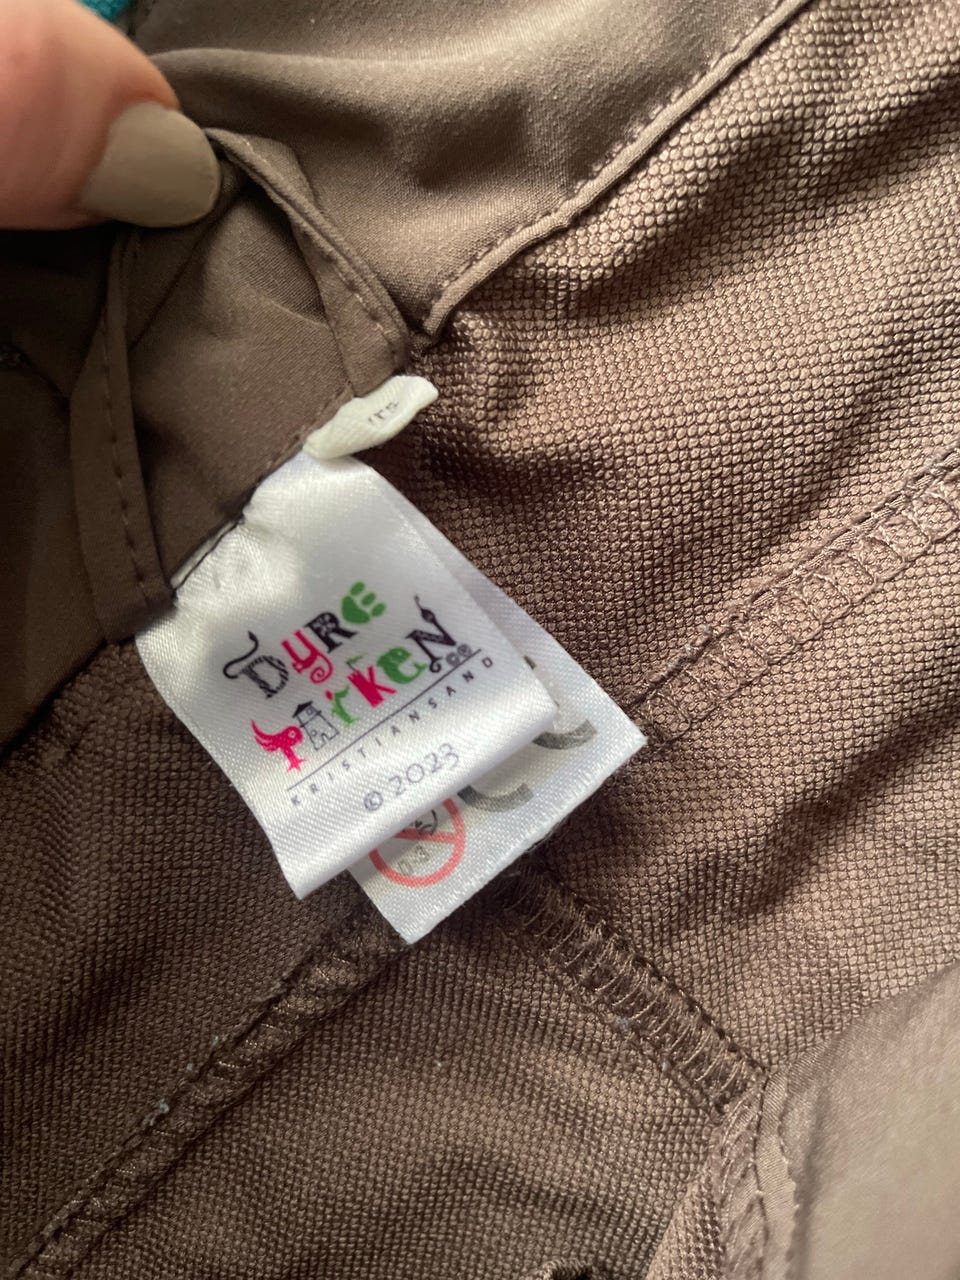 DyRE
PARKEN
KRISTIANSAND
© 2023